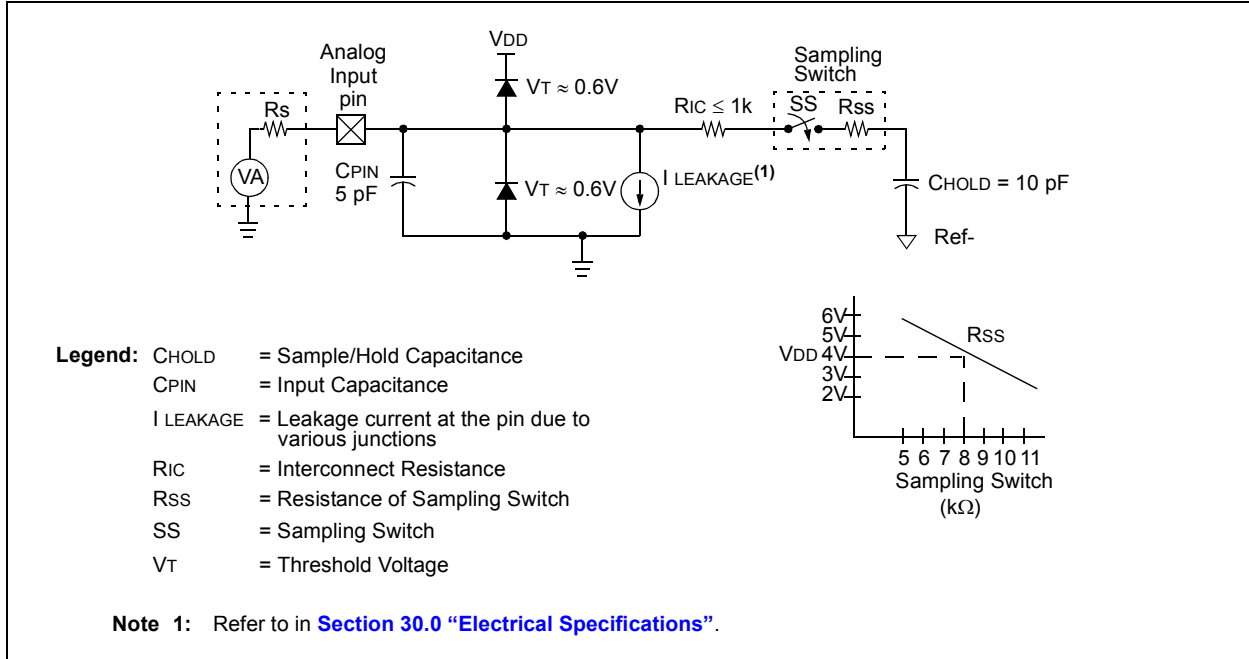 VDD
Analog
Input
pin
VT ≈ 0.6V
Sampling
Switch
Rs
RIC ≤ 1k
SS
Rss
VA
CPIN
5 pF
VT ≈ 0.6V
I LEAKAGE(1)
CHOLD = 10 pF
Ref-
6V
5V
VDD 4V
3V
2V
RSS
5 6 7 8 9 10 11
Sampling Switch
(kΩ)
Legend: CHOLD = Sample/Hold Capacitance
CPIN = Input Capacitance
I LEAKAGE = Leakage current at the pin due to
various junctions
RIC = Interconnect Resistance
RSS = Resistance of Sampling Switch
SS = Sampling Switch
VT = Threshold Voltage
Note 1: Refer to in Section 30.0 “Electrical Specifications”.